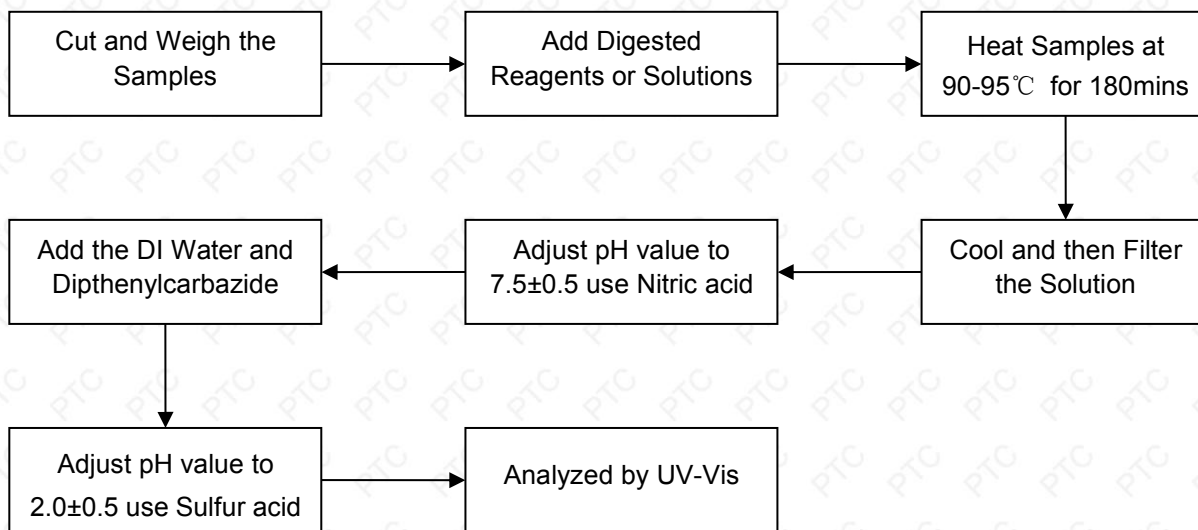 Cut and Weigh the
Samples
Add Digested
Reagents or Solutions
Heat Samples at
90-95℃ for 180mins
Cool and then Filter
the Solution
Adjust pH value to
7.5±0.5 use Nitric acid
Add the DI Water and
Dipthenylcarbazide
Adjust pH value to
2.0±0.5 use Sulfur acid
Analyzed by UV-Vis
PTC